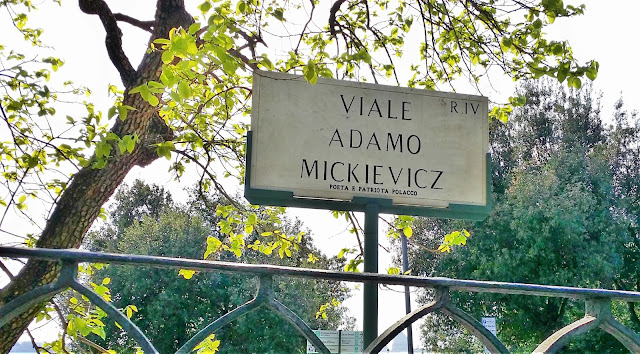 VIALE
R.IV
ADAMO
MICKIEVICZ
POETA E PATRIOTA POLACCO